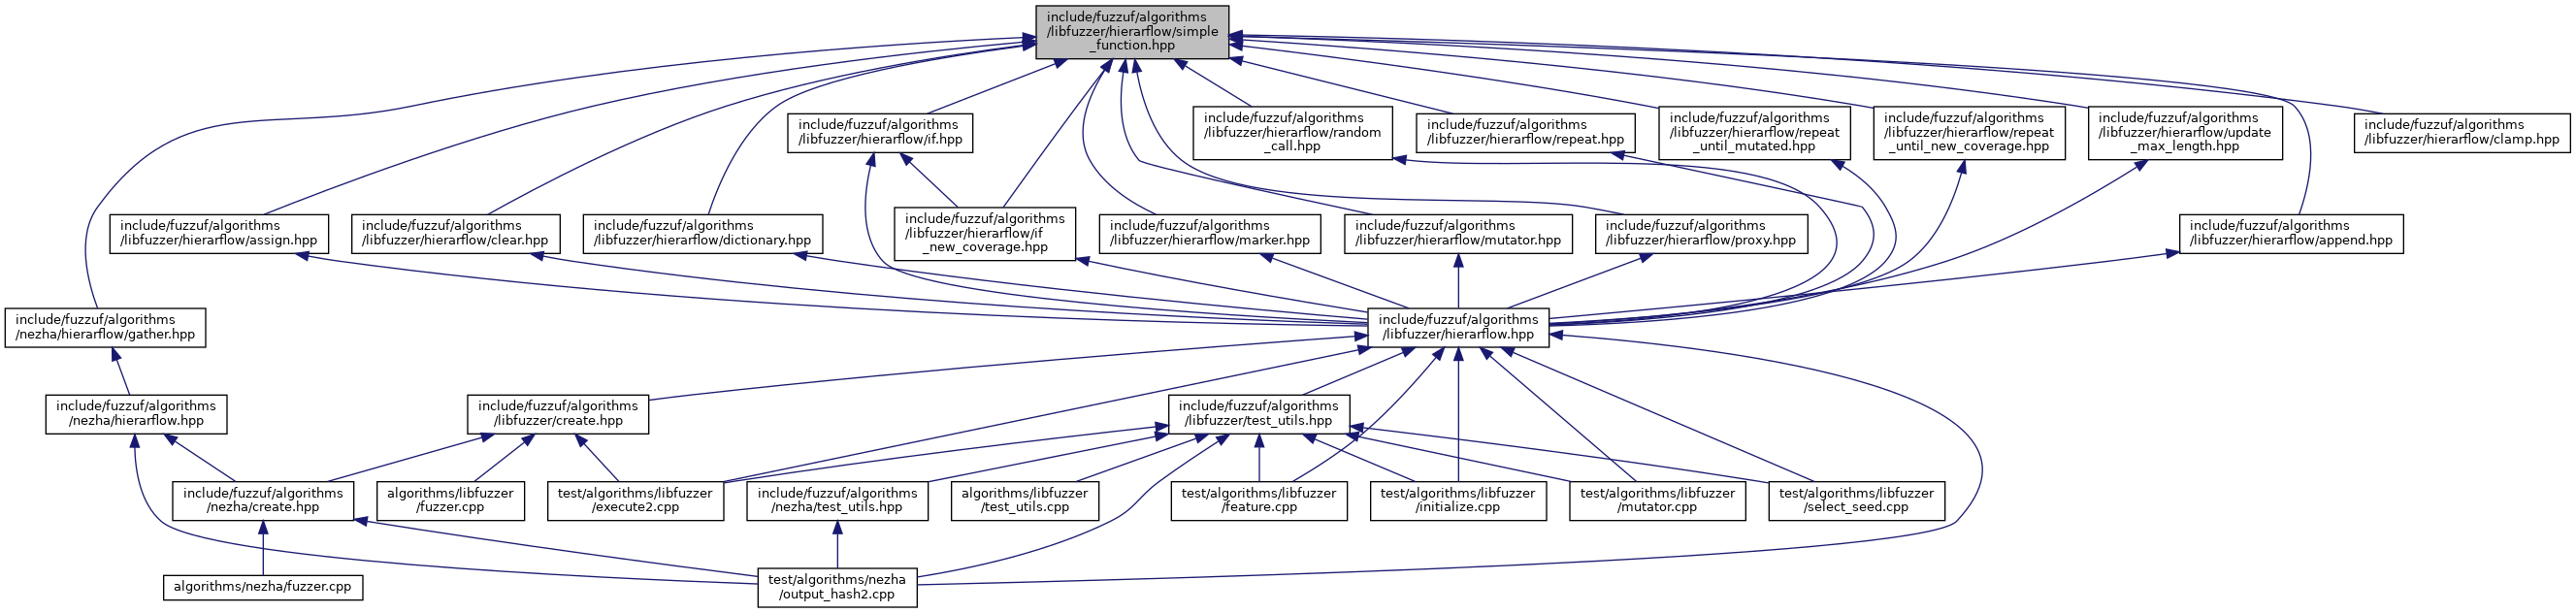 include/fuzzuf/algorithms
/libfuzzer/hierarflow/simple
_function.hpp
include/fuzzuf/algorithms
/libfuzzer/hierarflow/if.hpp
include/fuzzuf/algorithms
/libfuzzer/hierarflow/random
_call.hpp
include/fuzzuf/algorithms
/libfuzzer/hierarflow/repeat.hpp
include/fuzzuf/algorithms
/libfuzzer/hierarflow/repeat
_until_mutated.hpp
include/fuzzuf/algorithms
/libfuzzer/hierarflow/repeat
_until_new_coverage.hpp
include/fuzzuf/algorithms
/libfuzzer/hierarflow/update
_max_length.hpp
include/fuzzuf/algorithms
/libfuzzer/hierarflow/clamp.hpp
include/fuzzuf/algorithms
/libfuzzer/hierarflow/assign.hpp
include/fuzzuf/algorithms
/libfuzzer/hierarflow/clear.hpp
include/fuzzuf/algorithms
/libfuzzer/hierarflow/dictionary.hpp
include/fuzzuf/algorithms
/libfuzzer/hierarflow/if
_new_coverage.hpp
include/fuzzuf/algorithms
/libfuzzer/hierarflow/marker.hpp
include/fuzzuf/algorithms
/libfuzzer/hierarflow/mutator.hpp
include/fuzzuf/algorithms
/libfuzzer/hierarflow/proxy.hpp
include/fuzzuf/algorithms
/libfuzzer/hierarflow/append.hpp
include/fuzzuf/algorithms
/nezha/hierarflow/gather.hpp
include/fuzzuf/algorithms
/libfuzzer/hierarflow.hpp
include/fuzzuf/algorithms
/nezha/hierarflow.hpp
include/fuzzuf/algorithms
/libfuzzer/create.hpp
include/fuzzuf/algorithms
/libfuzzer/test_utils.hpp
include/fuzzuf/algorithms
/nezha/create.hpp
algorithms/libfuzzer
/fuzzer.cpp
test/algorithms/libfuzzer
/execute2.cpp
include/fuzzuf/algorithms
/nezha/test_utils.hpp
algorithms/libfuzzer
/test_utils.cpp
test/algorithms/libfuzzer
/feature.cpp
test/algorithms/libfuzzer
/initialize.cpp
test/algorithms/libfuzzer
/mutator.cpp
test/algorithms/libfuzzer
/select_seed.cpp
algorithms/nezha/fuzzer.cpp
test/algorithms/nezha
/output_hash2.cpp